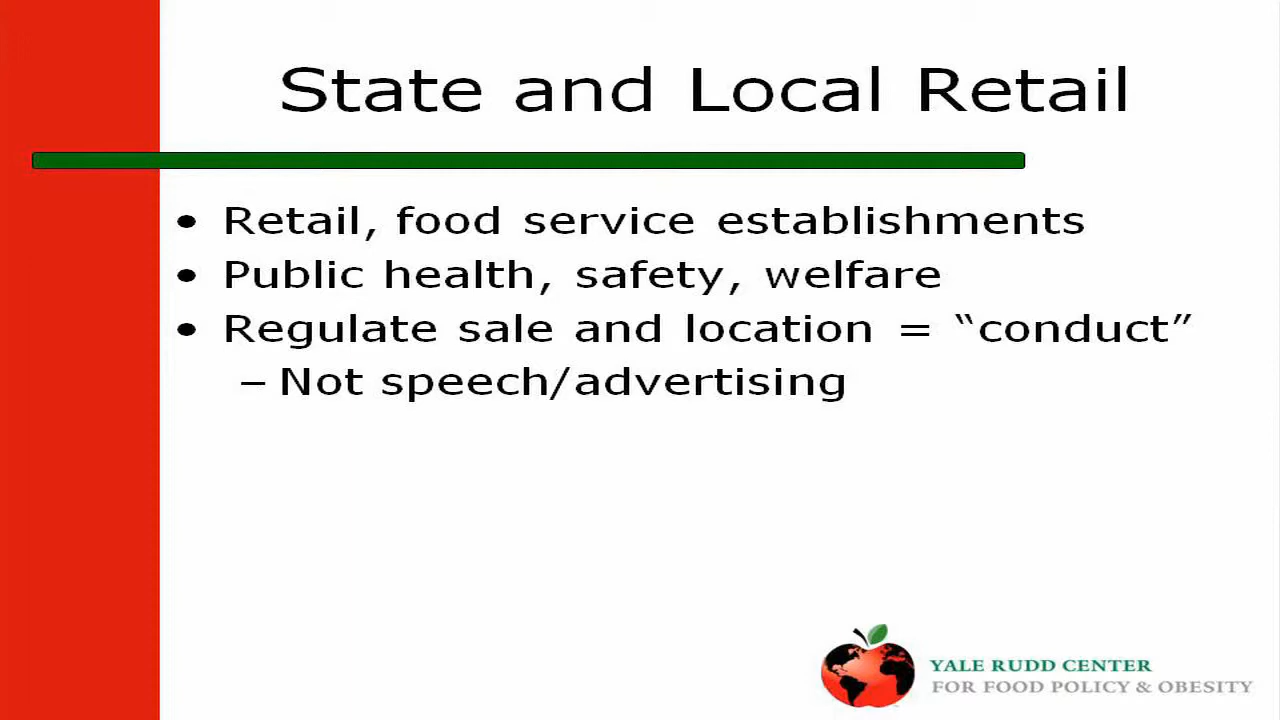 State and Local Retail
• Retail, food service establishments
• Public health, safety, welfare
• Regulate sale and location = “conduct”
– Not speech/advertising
YALE RUDD CENTER
FOR FOOD POLICY & OBESITY